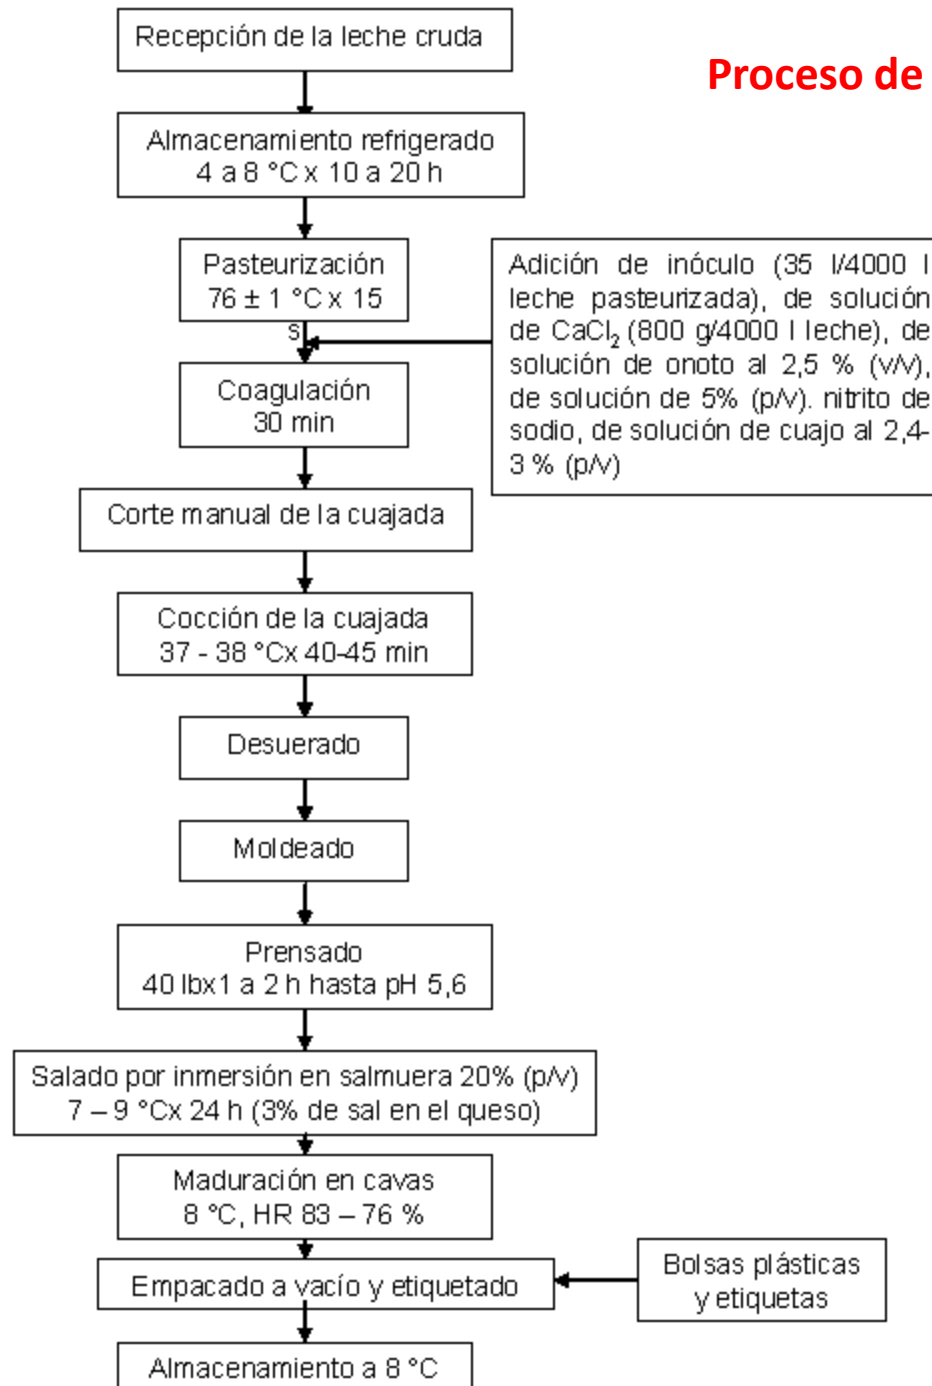 Proceso de
Recepción de la leche cruda
Almacenamiento refrigerado
4 a 8 °C x 10 a 20 h
Pasteurización
76 ± 1 °C x 15
s
Adición de inóculo (35 l/4000 l
leche pasteurizada), de solución
de CaCl₂ (800 g/4000 l leche), de
solución de onoto al 2,5 % (v/v),
de solución de 5% (p/v). nitrito de
sodio, de solución de cuajo al 2,4-
3 % (p/v)
Coagulación
30 min
Corte manual de la cuajada
Cocción de la cuajada
37 - 38 °Cx 40-45 min
Desuerado
Moldeado
Prensado
40 lbx1 a 2 h hasta pH 5,6
Salado por inmersión en salmuera 20% (p/v)
7 – 9 °Cx 24 h (3% de sal en el queso)
Maduración en cavas
8 °C, HR 83 – 76 %
Empacado a vacío y etiquetado
Bolsas plásticas
y etiquetas
Almacenamiento a 8 °C